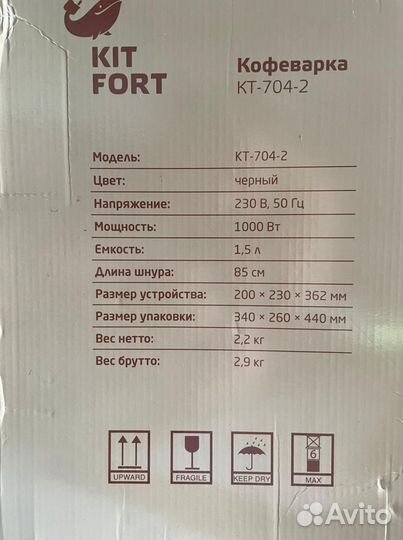 KIT
FORT
Кофеварка
КТ-704-2
Модель: КТ-704-2
Цвет: черный
Напряжение: 230 В, 50 Гц
Мощность: 1000 Вт
Емкость: 1,5 л
Длина шнура: 85 см
Размер устройства: 200 × 230 × 362 мм
Размер упаковки: 340 × 260 × 440 мм
Вес нетто: 2,2 кг
Вес брутто: 2,9 кг
6
UPWARD FRAGILE KEEP DRY MAX
Avito